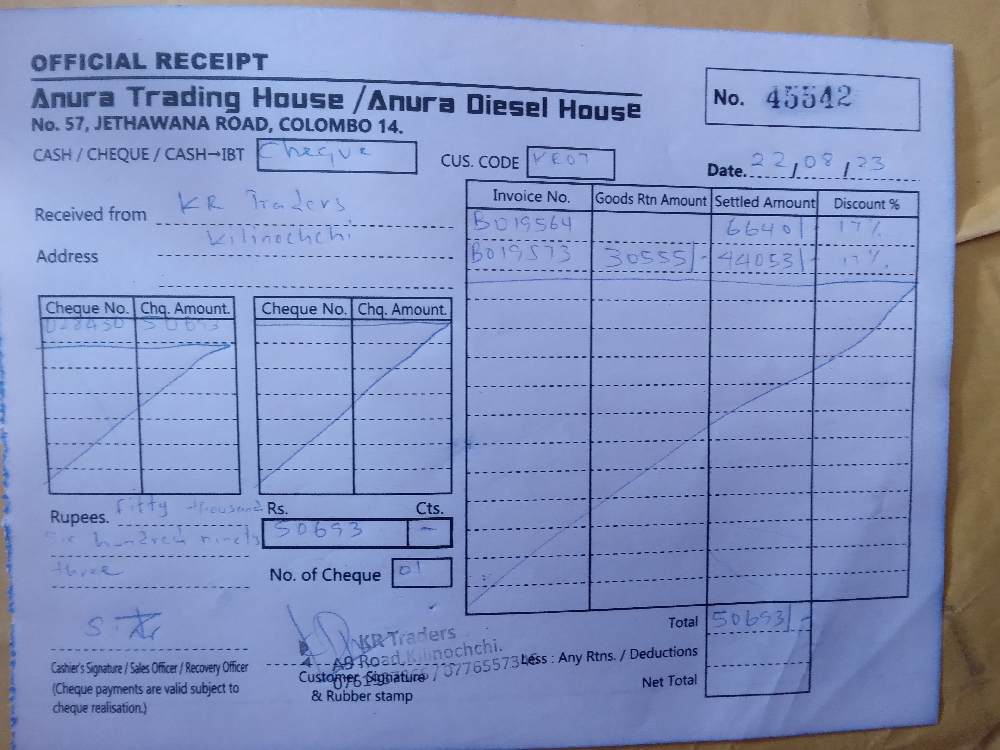 OFFICIAL RECEIPT
Anura Trading House / Anura Diesel House
No. 57, JETHAWANA ROAD, COLOMBO 14.
No. 45542
CASH / CHEQUE / CASH→IBT Cheque
CUS. CODE KR07
Date. 22/08/23
Received from KR Traders
Address Kilinochchi
Invoice No. Goods Rtn Amount Settled Amount Discount %
B019564 6640/ 17%
B019573 30555/- 44053/- 17%
Cheque No. Chq. Amount. Cheque No. Chq. Amount.
028430 50693
Rupees. fifty thousand
six hundred ninety
three
Rs. Cts.
50693 -
No. of Cheque 01
Total 50693/-
Less : Any Rtns. / Deductions
Net Total
Cashier's Signature / Sales Officer / Recovery Officer
(Cheque payments are valid subject to
cheque realisation.)
KR Traders
A9 Road, Kilinochchi.
Customer Signature
& Rubber stamp